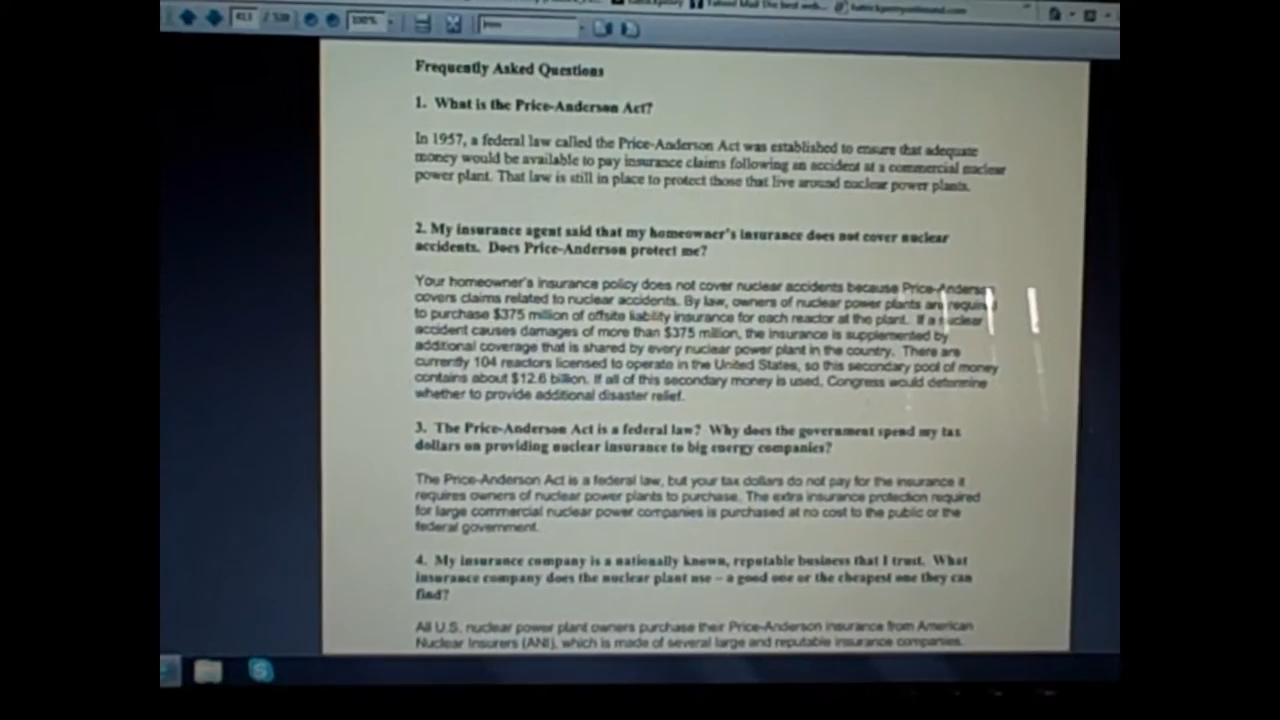 100%
Frequently Asked Questions
1. What is the Price-Anderson Act?
In 1957, a federal law called the Price-Anderson Act was established to ensure that adequate
money would be available to pay insurance claims following an accident at a commercial nuclear
power plant. That law is still in place to protect those that live around nuclear power plants.
2. My insurance agent said that my homeowner's insurance does not cover nuclear
accidents. Does Price-Anderson protect me?
Your homeowner's insurance policy does not cover nuclear accidents because Price-Anderson
covers claims related to nuclear accidents. By law, owners of nuclear power plants are required
to purchase $375 million of offsite liability insurance for each reactor at the plant. If a nuclear
accident causes damages of more than $375 million, the insurance is supplemented by
additional coverage that is shared by every nuclear power plant in the country. There are
currently 104 reactors licensed to operate in the United States, so this secondary pool of money
contains about $12.6 billion. If all of this secondary money is used, Congress would determine
whether to provide additional disaster relief.
3. The Price-Anderson Act is a federal law? Why does the government spend my tax
dollars on providing nuclear insurance to big energy companies?
The Price-Anderson Act is a federal law, but your tax dollars do not pay for the insurance it
requires owners of nuclear power plants to purchase. The extra insurance protection required
for large commercial nuclear power companies is purchased at no cost to the public or the
federal government.
4. My insurance company is a nationally known, reputable business that I trust. What
insurance company does the nuclear plant use – a good one or the cheapest one they can
find?
All U.S. nuclear power plant owners purchase their Price-Anderson insurance from American
Nuclear Insurers (ANI), which is made of several large and reputable insurance companies.